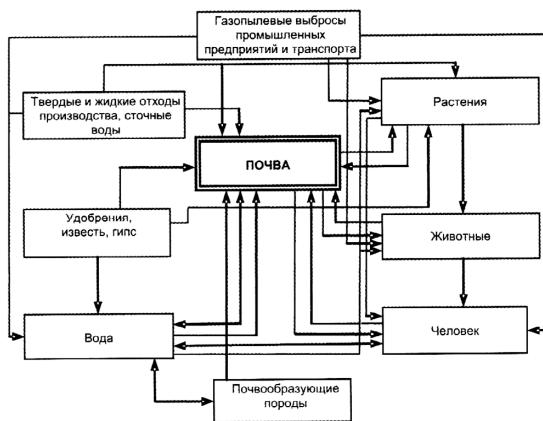 Газопылевые выбросы
промышленных
предприятий и транспорта
Твердые и жидкие отходы
производства, сточные
воды
Растения
ПОЧВА
Удобрения,
известь, гипс
Животные
Вода
Человек
Почвообразующие
породы